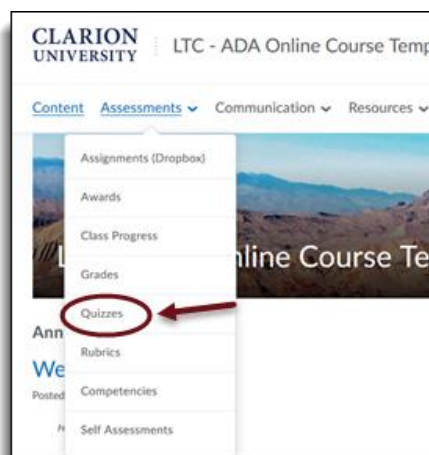 CLARION
UNIVERSITY
LTC - ADA Online Course Temp
Content Assessments Communication Resources
Assignments (Dropbox)
Awards
Class Progress
L nline Course Te
Grades
Quizzes
Ann
Rubrics
We
Competencies
Posted
Self Assessments